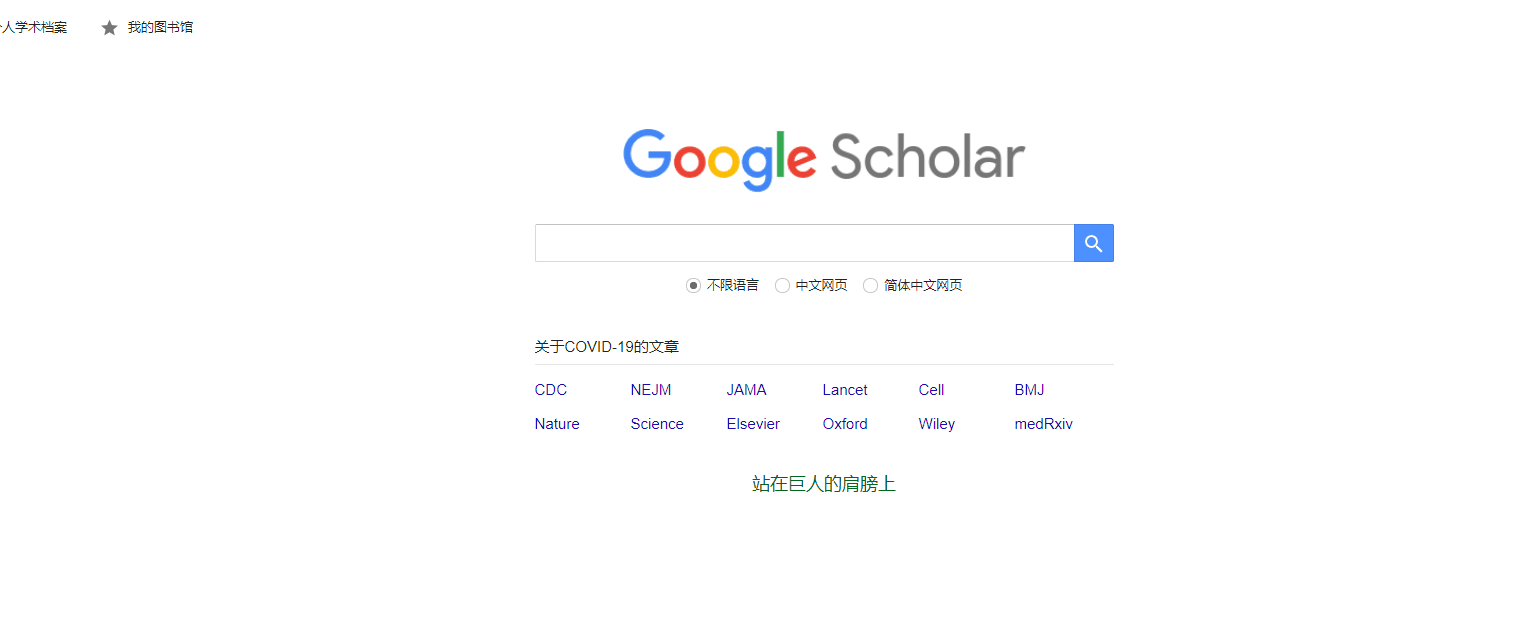 人学术档案 我的图书馆
Google Scholar
不限语言 中文网页 简体中文网页
关于COVID-19的文章
CDC NEJM JAMA Lancet Cell BMJ
Nature Science Elsevier Oxford Wiley medRxiv
站在巨人的肩膀上